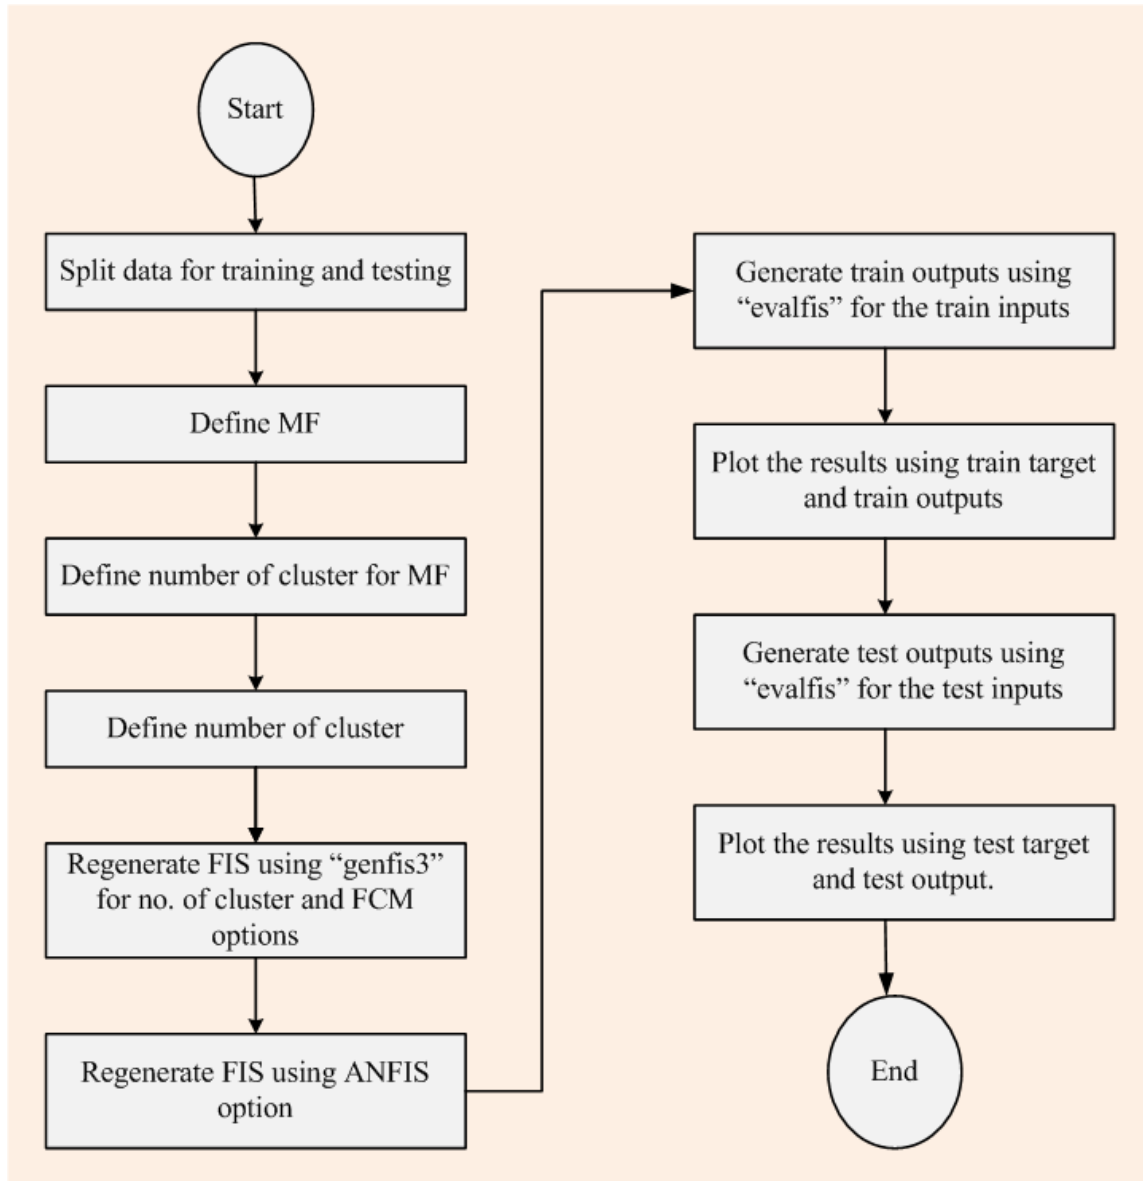 Start
Split data for training and testing
Define MF
Define number of cluster for MF
Define number of cluster
Regenerate FIS using “genfis3”
for no. of cluster and FCM
options
Regenerate FIS using ANFIS
option
Generate train outputs using
“evalfis” for the train inputs
Plot the results using train target
and train outputs
Generate test outputs using
“evalfis” for the test inputs
Plot the results using test target
and test output.
End